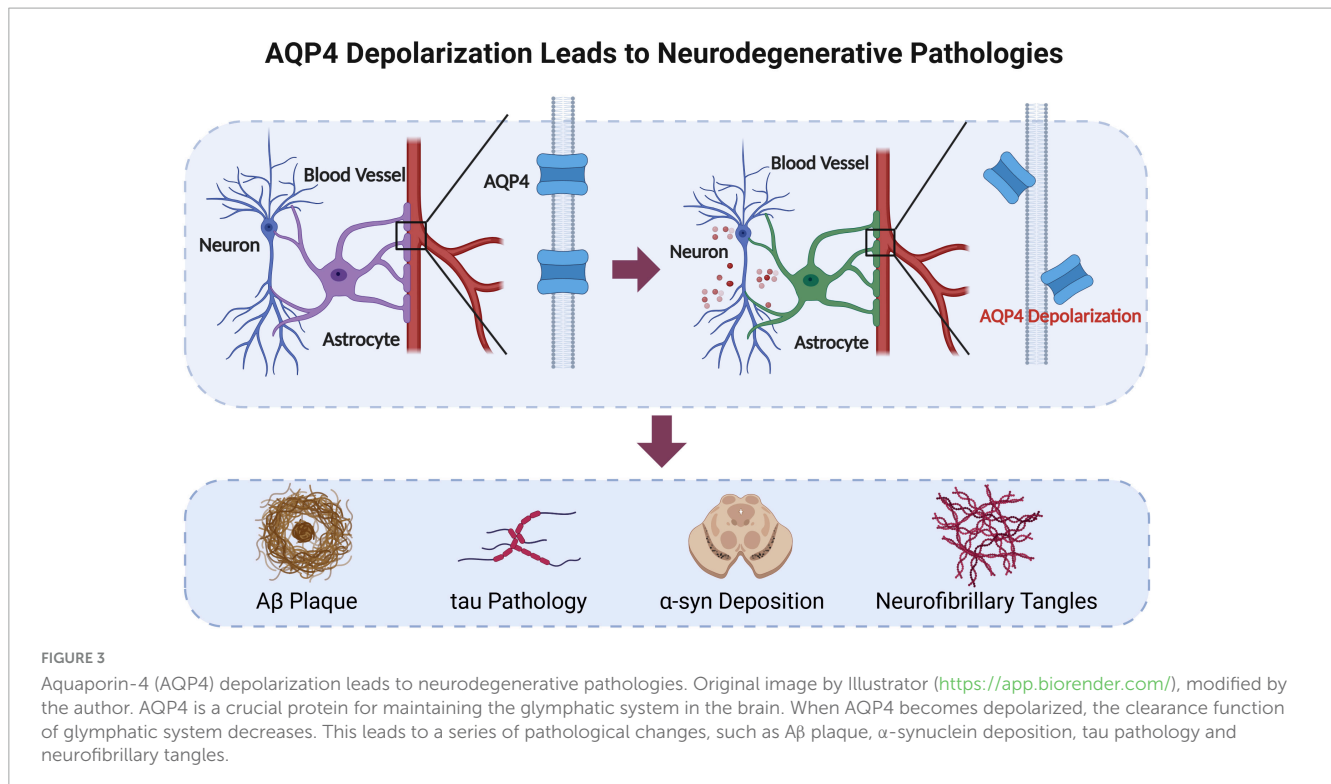 AQP4 Depolarization Leads to Neurodegenerative Pathologies
Blood Vessel
AQP4
Neuron
Astrocyte
Blood Vessel
Neuron
AQP4 Depolarization
Astrocyte
Aβ Plaque
tau Pathology
α-syn Deposition
Neurofibrillary Tangles
FIGURE 3
Aquaporin-4 (AQP4) depolarization leads to neurodegenerative pathologies. Original image by Illustrator (https://app.biorender.com/), modified by
the author. AQP4 is a crucial protein for maintaining the glymphatic system in the brain. When AQP4 becomes depolarized, the clearance function
of glymphatic system decreases. This leads to a series of pathological changes, such as Aβ plaque, α-synuclein deposition, tau pathology and
neurofibrillary tangles.